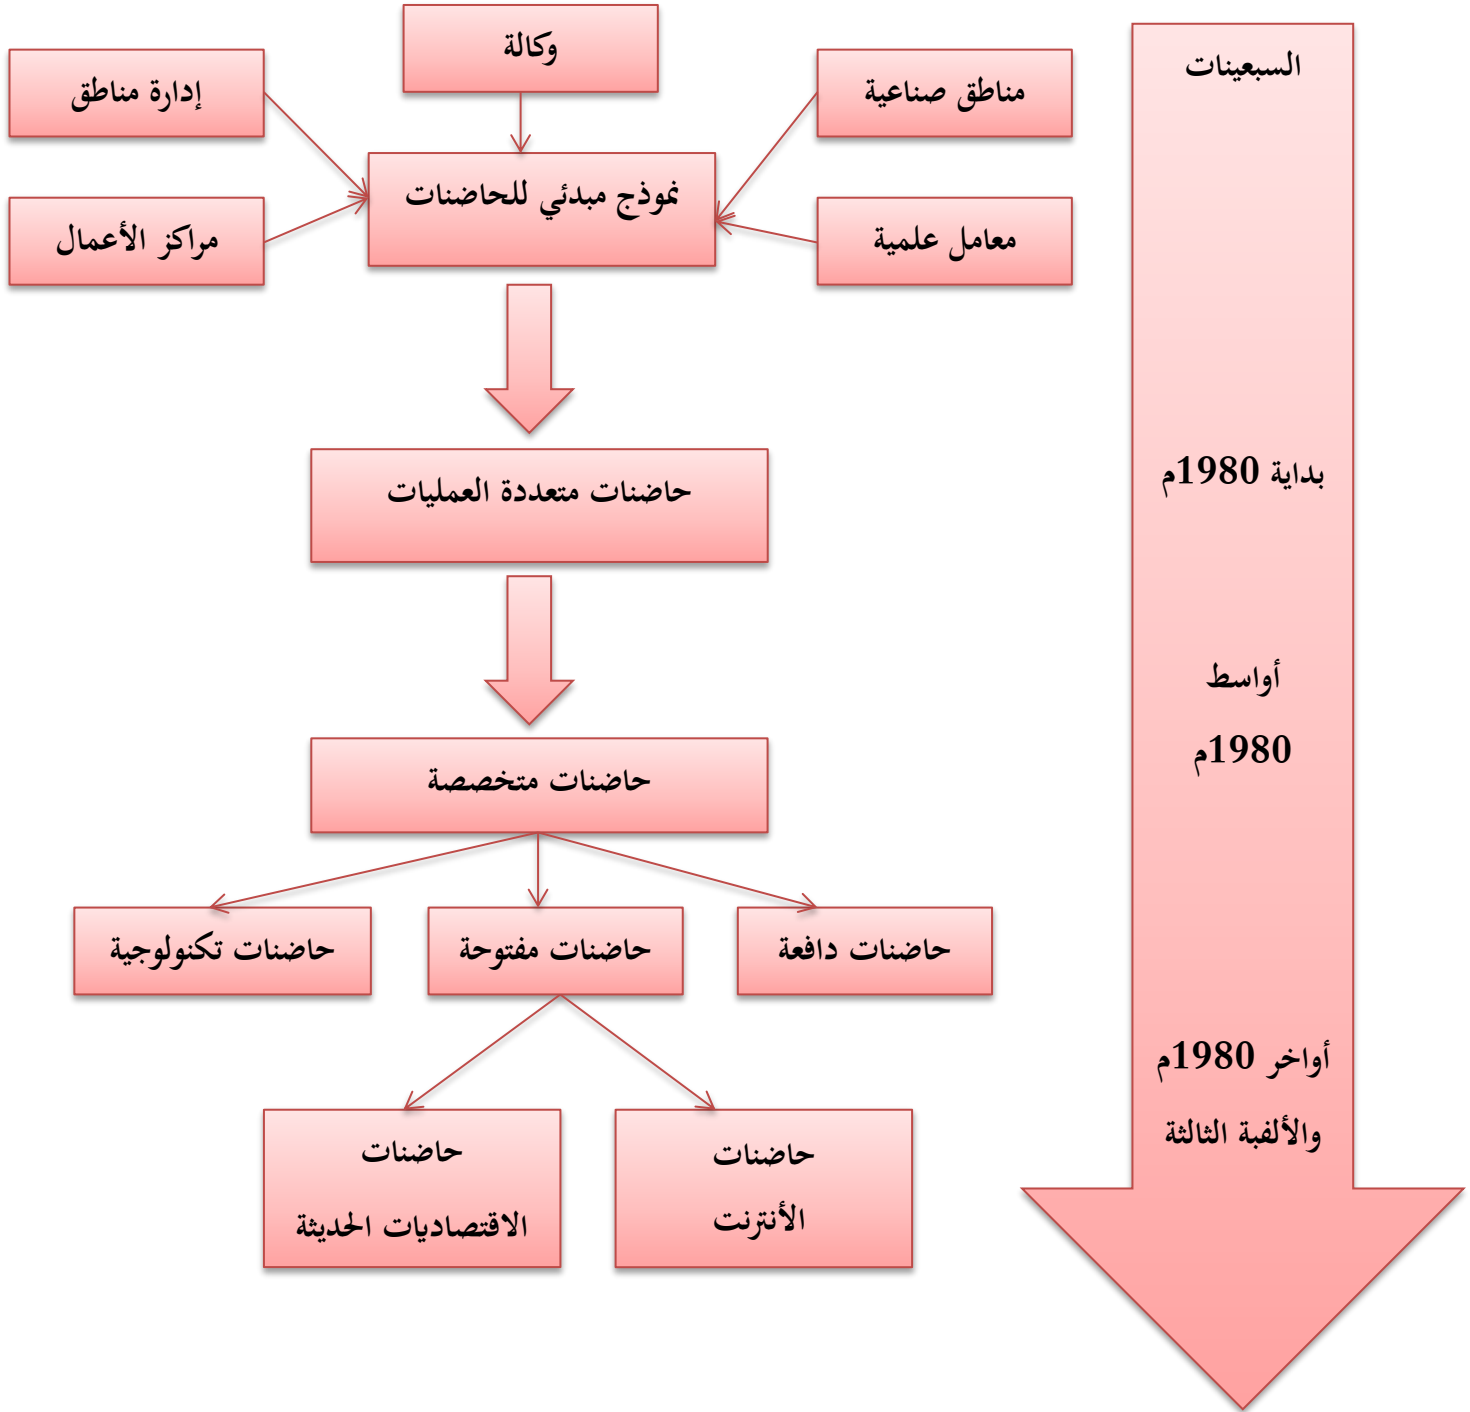 وكالة
السبعينات
مناطق صناعية
إدارة مناطق
نموذج مبدئي للحاضنات
معامل علمية
مراكز الأعمال
بداية 1980م
حاضنات متعددة العمليات
أواسط
1980م
حاضنات متخصصة
حاضنات دافعة
حاضنات مفتوحة
حاضنات تكنولوجية
أواخر 1980م
والألفبة الثالثة
حاضنات
الأنترنت
حاضنات
الاقتصاديات الحديثة